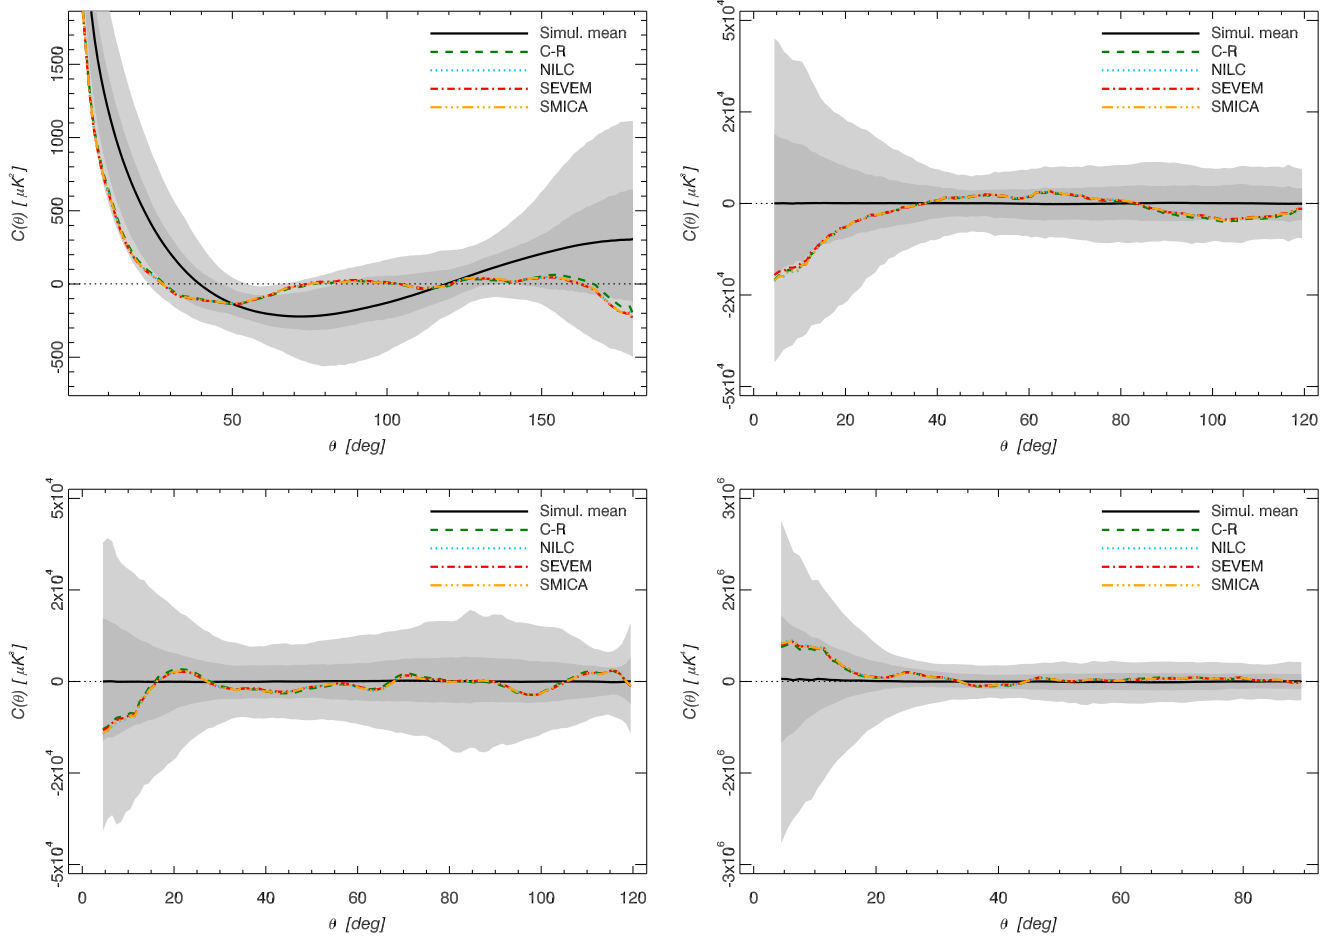 Simul. mean
C-R
NILC
SEVEM
SMICA
1500
1000
500
0
-500
C(θ) [ μK² ]
50
100
150
θ [deg]
Simul. mean
C-R
NILC
SEVEM
SMICA
5x10⁴
2x10⁴
0
-2x10⁴
-5x10⁴
C(θ) [ μK³ ]
0
20
40
60
80
100
120
θ [deg]
Simul. mean
C-R
NILC
SEVEM
SMICA
5x10⁴
2x10⁴
0
-2x10⁴
-5x10⁴
C(θ) [ μK³ ]
0
20
40
60
80
100
120
θ [deg]
Simul. mean
C-R
NILC
SEVEM
SMICA
3x10⁶
2x10⁶
0
-2x10⁶
-3x10⁶
C(θ) [ μK⁴ ]
0
20
40
60
80
θ [deg]